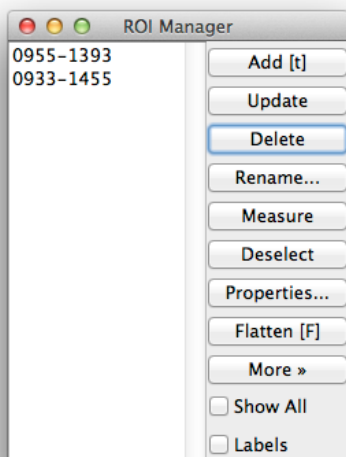 ROI Manager
0955-1393
0933-1455
Add [t]
Update
Delete
Rename...
Measure
Deselect
Properties...
Flatten [F]
More »
Show All
Labels